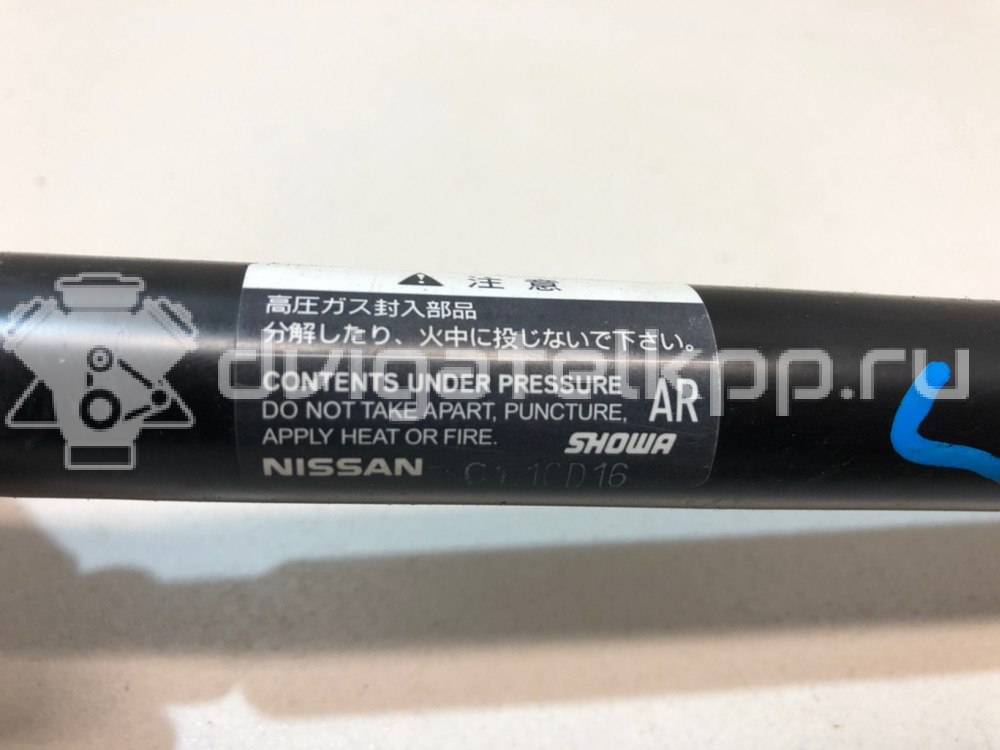 注意
高圧ガス封入部品
分解したり、火中に投じないで下さい。
CONTENTS UNDER PRESSURE
DO NOT TAKE APART, PUNCTURE,
APPLY HEAT OR FIRE.
AR
SHOWA
NISSAN
dvigatelkpp.ru